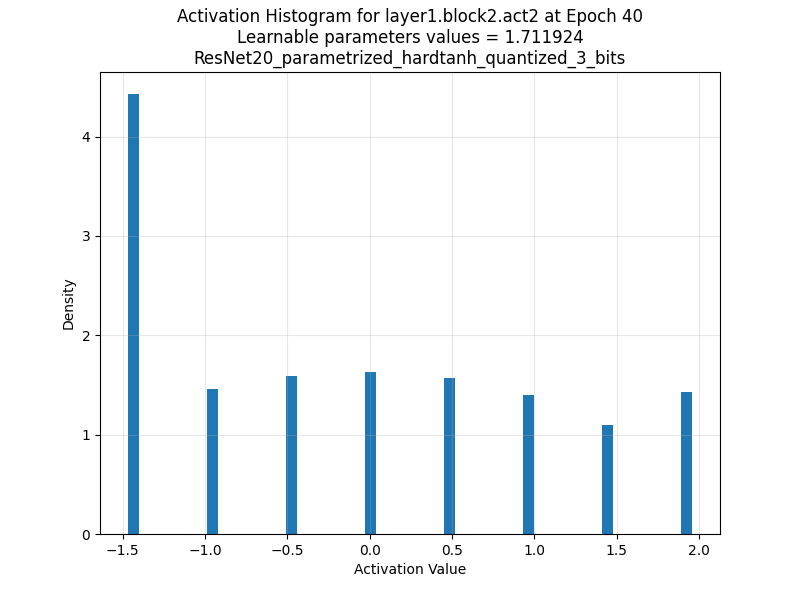 Activation Histogram for layer1.block2.act2 at Epoch 40
Learnable parameters values = 1.711924
ResNet20_parametrized_hardtanh_quantized_3_bits
4
3
2
1
0
Density
−1.5 −1.0 −0.5 0.0 0.5 1.0 1.5 2.0
Activation Value